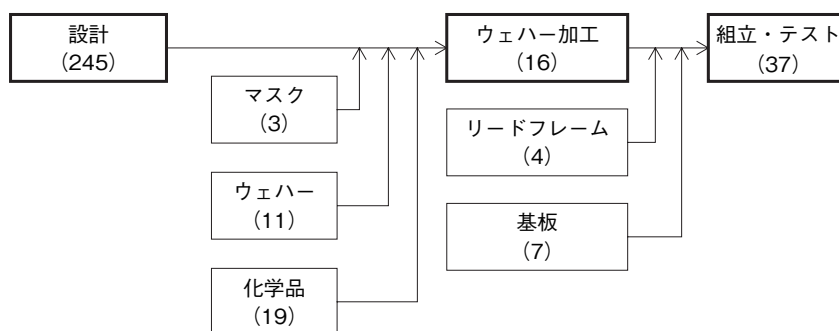 設計
(245)
ウェハー加工
(16)
組立・テスト
(37)
マスク
(3)
リードフレーム
(4)
ウェハー
(11)
基板
(7)
化学品
(19)